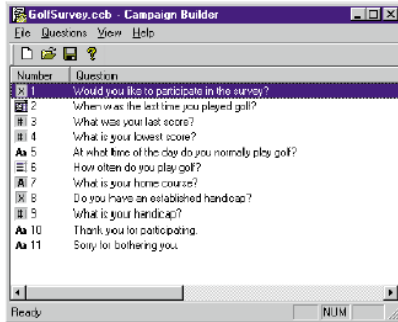 GolfSurvey.ccb - Campaign Builder
File Questions View Help
Number Question
1 Would you like to participate in the survey?
2 When was the last time you played golf?
# 3 What was your last score?
# 4 What is your lowest score?
Aa 5 At what time of the day do you normally play golf?
6 How often do you play golf?
A 7 What is your home course?
8 Do you have an established handicap?
# 9 What is your handicap?
Aa 10 Thank you for participating.
Aa 11 Sorry for bothering you.
Ready NUM